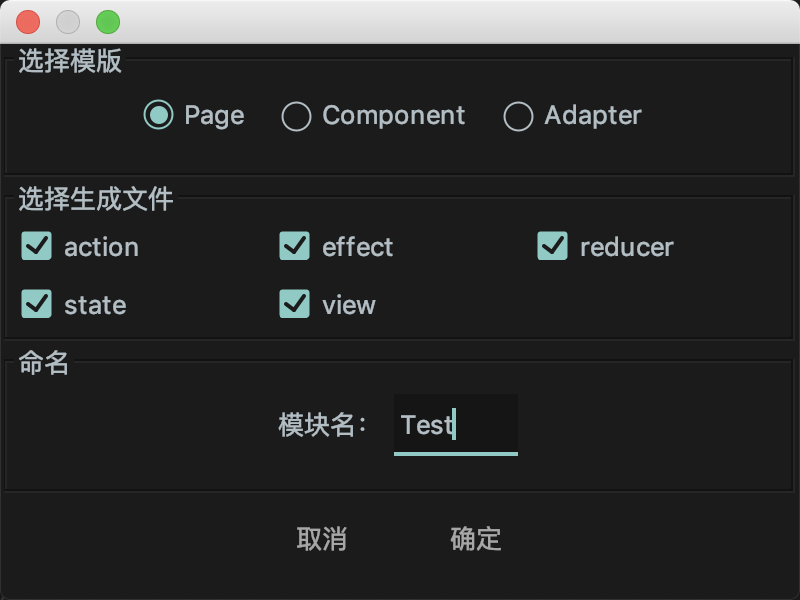 选择模版
Page Component Adapter
选择生成文件
action effect reducer
state view
命名
模块名： Test
取消 确定